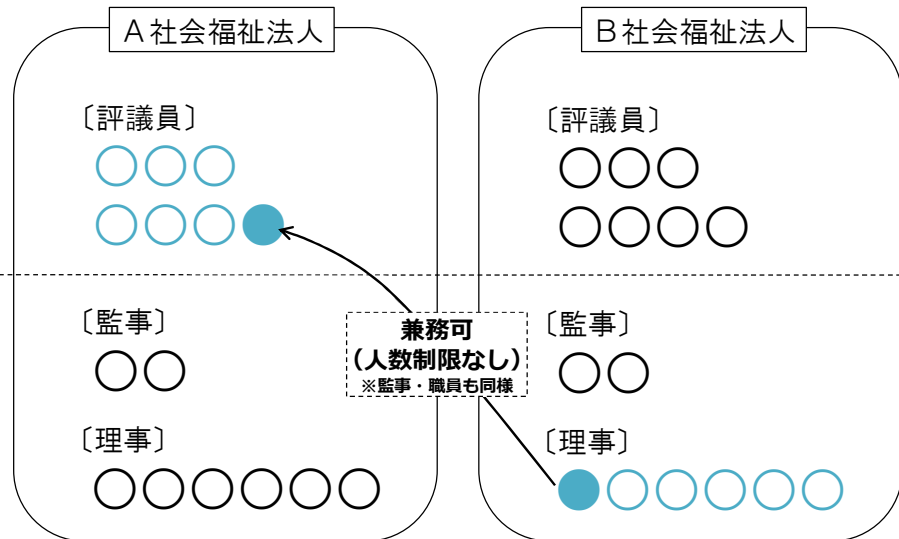 A社会福祉法人
〔評議員〕
〔監事〕
〔理事〕
兼務可
（人数制限なし）
※監事・職員も同様
B社会福祉法人
〔評議員〕
〔監事〕
〔理事〕